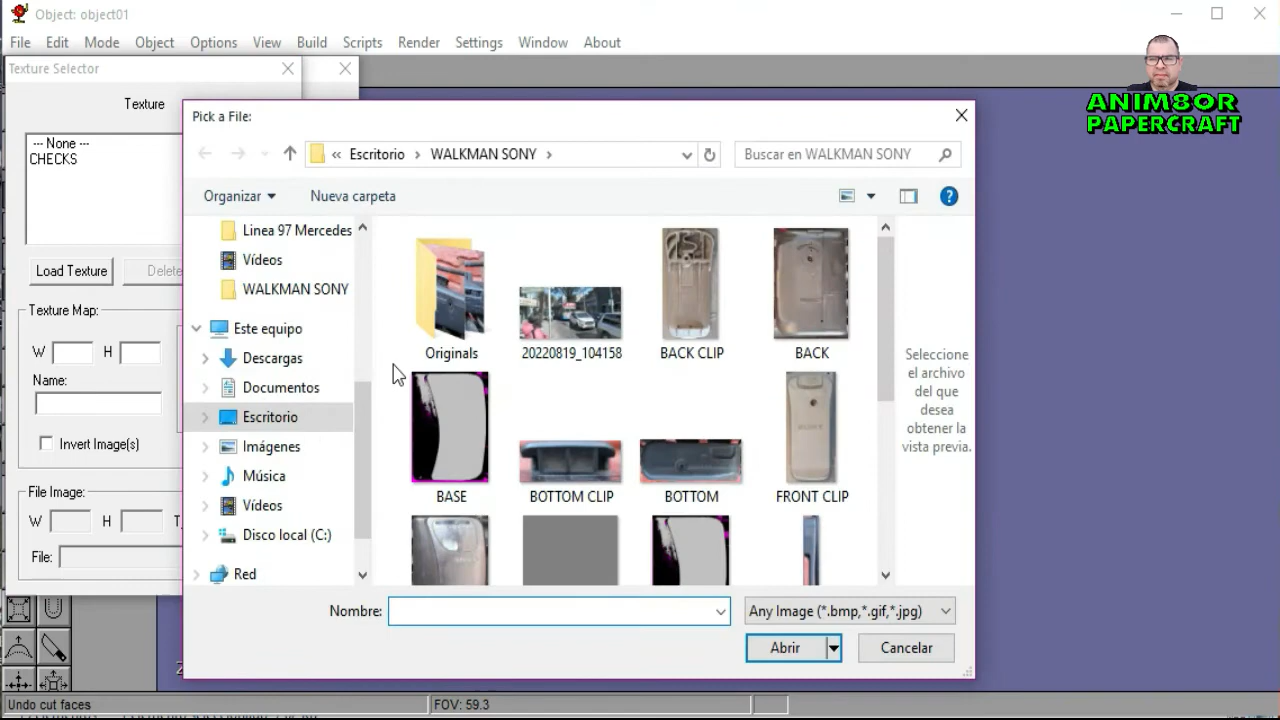 Object: object01
File Edit Mode Object Options View Build Scripts Render Settings Window About
ANIM8OR
PAPERCRAFT
Texture Selector
Texture
--- None ---
CHECKS
Load Texture
Delete
Texture Map:
W
H
Name:
Invert Image(s)
File Image:
W
H
File:
Pick a File:
« Escritorio › WALKMAN SONY ›
Buscar en WALKMAN SONY
Organizar
Nueva carpeta
Linea 97 Mercedes
Vídeos
WALKMAN SONY
Este equipo
Descargas
Documentos
Escritorio
Imágenes
Música
Vídeos
Disco local (C:)
Red
Originals
20220819_104158
BACK CLIP
BACK
BASE
BOTTOM CLIP
BOTTOM
FRONT CLIP
Seleccione
el archivo
del que
desea
obtener la
vista previa.
Nombre:
Any Image (*.bmp,*.gif,*.jpg)
Abrir
Cancelar
Undo cut faces
FOV: 59.3